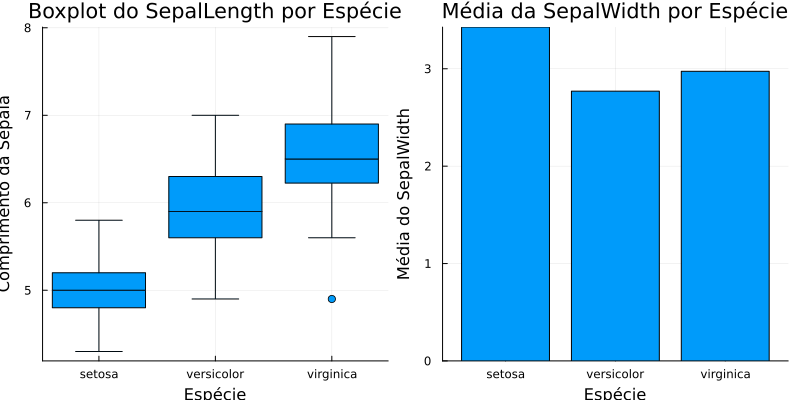 Boxplot do SepalLength por Espécie
Comprimento da Sépala
8
7
6
5
setosa
versicolor
virginica
Espécie
Média da SepalWidth por Espécie
Média do SepalWidth
3
2
1
0
setosa
versicolor
virginica
Espécie